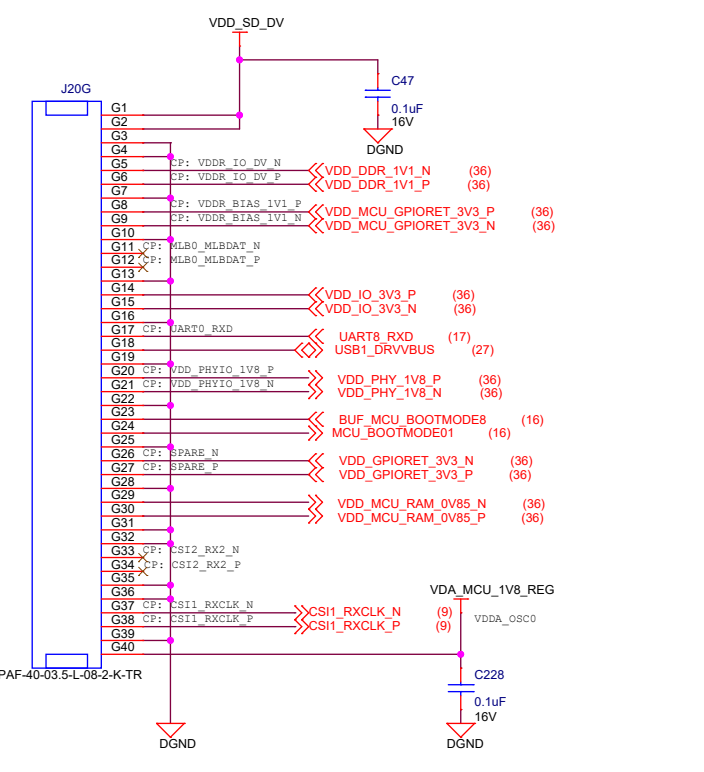 VDD_SD_DV
J20G
C47
0.1uF
16V
DGND
G1
G2
G3
G4
G5 CP: VDDR_IO_DV_N VDD_DDR_1V1_N (36)
G6 CP: VDDR_IO_DV_P VDD_DDR_1V1_P (36)
G7
G8 CP: VDDR_BIAS_1V1_P VDD_MCU_GPIORET_3V3_P (36)
G9 CP: VDDR_BIAS_1V1_N VDD_MCU_GPIORET_3V3_N (36)
G10
G11 CP: MLB0_MLBDAT_N
G12 CP: MLB0_MLBDAT_P
G13
G14 VDD_IO_3V3_P (36)
G15 VDD_IO_3V3_N (36)
G16
G17 CP: UART0_RXD UART8_RXD (17)
G18 USB1_DRVVBUS (27)
G19
G20 CP: VDD_PHYIO_1V8_P VDD_PHY_1V8_P (36)
G21 CP: VDD_PHYIO_1V8_N VDD_PHY_1V8_N (36)
G22
G23 BUF_MCU_BOOTMODE8 (16)
G24 MCU_BOOTMODE01 (16)
G25
G26 CP: SPARE_N VDD_GPIORET_3V3_N (36)
G27 CP: SPARE_P VDD_GPIORET_3V3_P (36)
G28
G29 VDD_MCU_RAM_0V85_N (36)
G30 VDD_MCU_RAM_0V85_P (36)
G31
G32
G33 CP: CSI2_RX2_N
G34 CP: CSI2_RX2_P
G35
G36
G37 CP: CSI1_RXCLK_N CSI1_RXCLK_N (9)
G38 CP: CSI1_RXCLK_P CSI1_RXCLK_P (9)
G39
G40
VDA_MCU_1V8_REG
VDDA_OSC0
PAF-40-03.5-L-08-2-K-TR
C228
0.1uF
16V
DGND
DGND